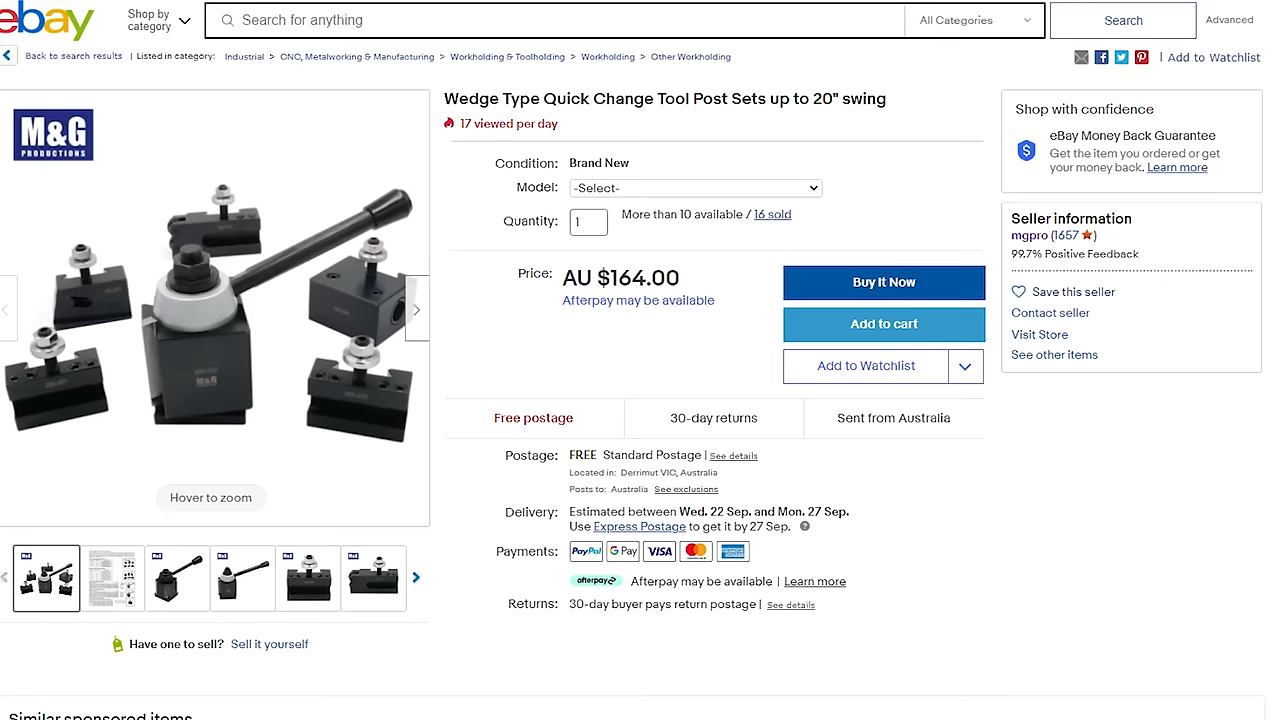 ebay
Shop by category
Search for anything
All Categories
Search
Advanced
Back to search results | Listed in category: Industrial > CNC, Metalworking & Manufacturing > Workholding & Toolholding > Workholding > Other Workholding
| Add to Watchlist
M&G
PRODUCTIONS
M&G
Hover to zoom
Have one to sell? Sell it yourself
Wedge Type Quick Change Tool Post Sets up to 20" swing
17 viewed per day
Condition: Brand New
Model: -Select-
Quantity: 1 More than 10 available / 16 sold
Price: AU $164.00
Afterpay may be available
Buy It Now
Add to cart
Add to Watchlist
Free postage
30-day returns
Sent from Australia
Postage: FREE Standard Postage | See details
Located in: Derrimut VIC, Australia
Posts to: Australia See exclusions
Delivery: Estimated between Wed. 22 Sep. and Mon. 27 Sep.
Use Express Postage to get it by 27 Sep. ?
Payments: PayPal G Pay VISA
afterpay Afterpay may be available | Learn more
Returns: 30-day buyer pays return postage | See details
Shop with confidence
eBay Money Back Guarantee
Get the item you ordered or get
your money back. Learn more
Seller information
mgpro (1657)
99.7% Positive Feedback
Save this seller
Contact seller
Visit Store
See other items
Similar sponsored items